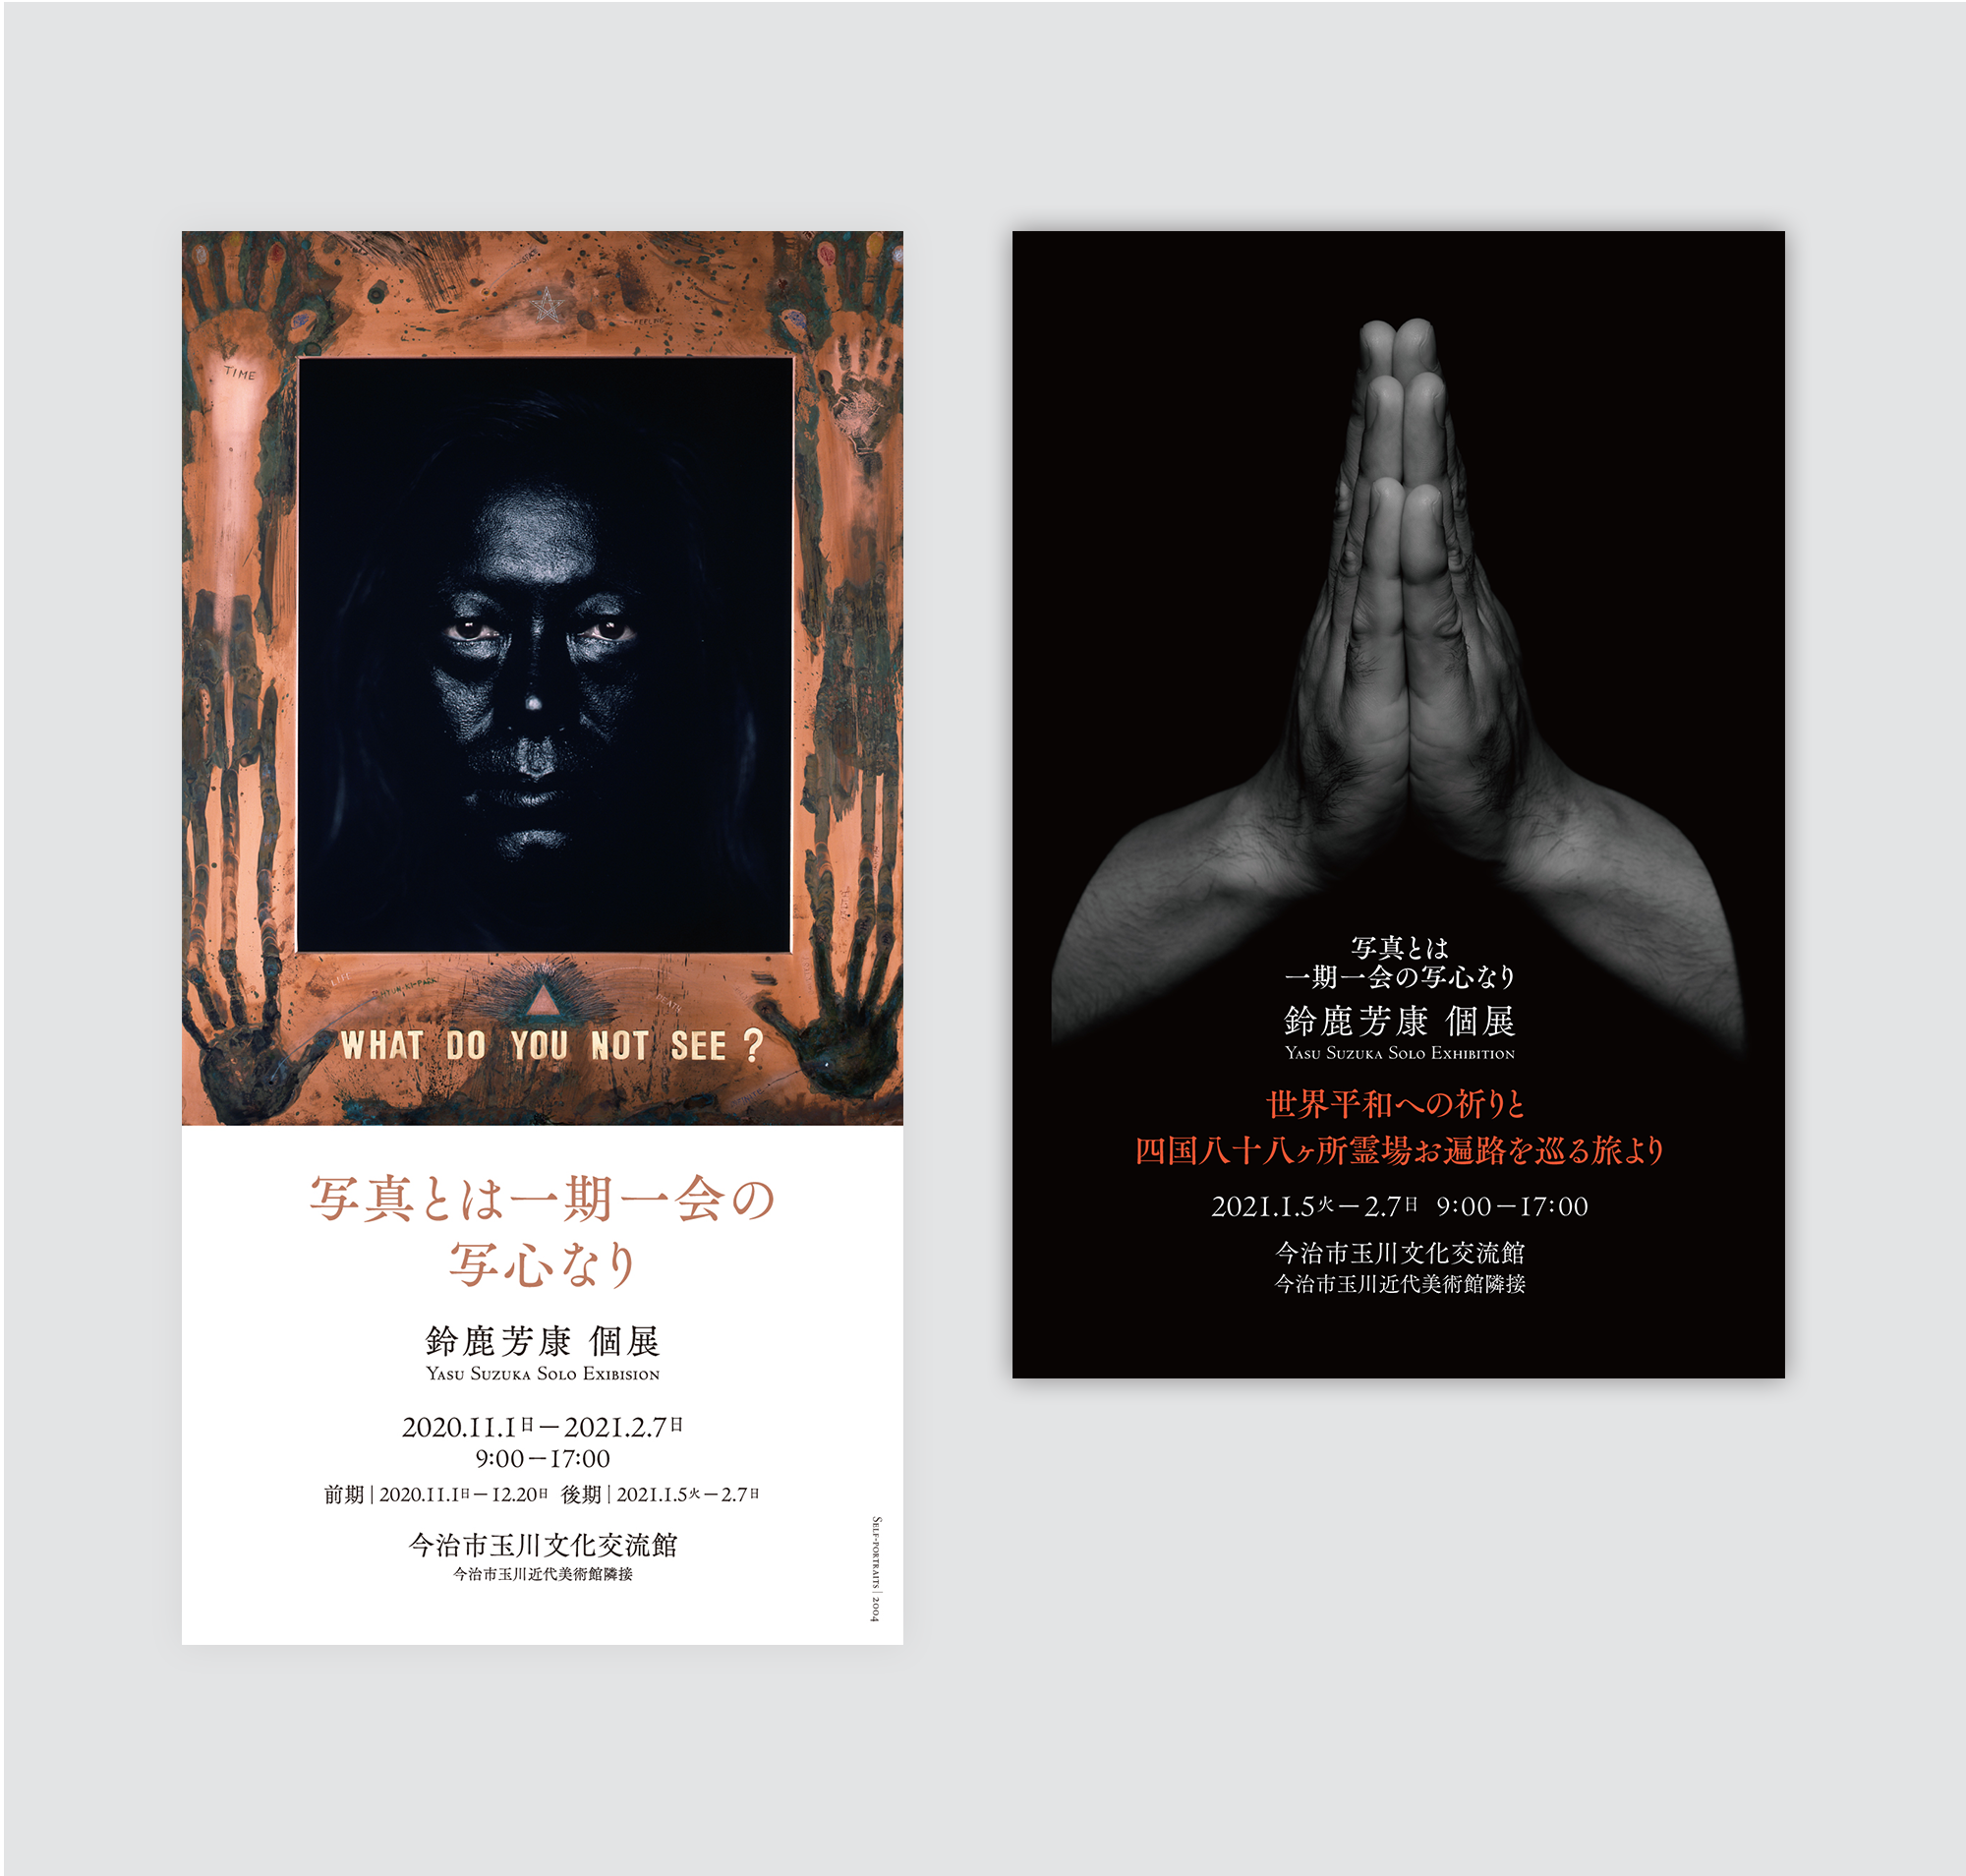 TIME
WHAT DO YOU NOT SEE ?
写真とは一期一会の
写心なり
鈴鹿芳康 個展
YASU SUZUKA SOLO EXIBISION
2020.11.1日－2021.2.7日
9:00－17:00
前期|2020.11.1日－12.20日 後期|2021.1.5火－2.7日
今治市玉川文化交流館
今治市玉川近代美術館隣接
SELF-PORTRAITS | 2004
写真とは
一期一会の写心なり
鈴鹿芳康 個展
YASU SUZUKA SOLO EXHIBITION
世界平和への祈りと
四国八十八ヶ所霊場お遍路を巡る旅より
2021.1.5火－2.7日 9:00－17:00
今治市玉川文化交流館
今治市玉川近代美術館隣接